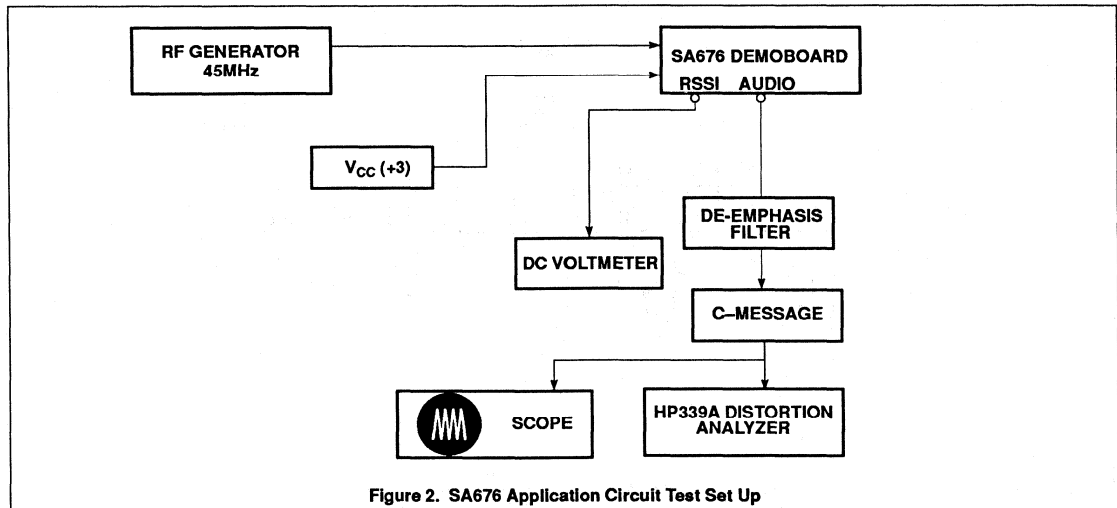 RF GENERATOR
45MHz
SA676 DEMOBOARD
RSSI AUDIO
VCC (+3)
DE-EMPHASIS
FILTER
DC VOLTMETER
C–MESSAGE
SCOPE
HP339A DISTORTION
ANALYZER
Figure 2. SA676 Application Circuit Test Set Up